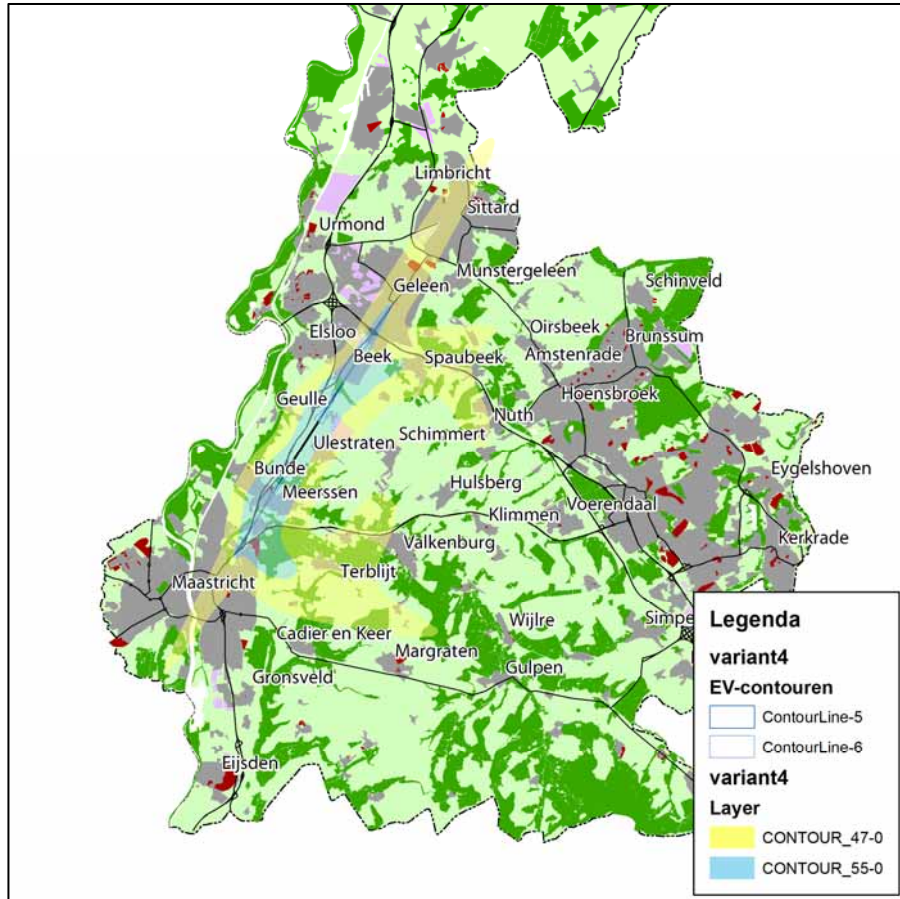 Limbricht
Sittard
Urmond
Munstergeleen
Schinveld
Geleen
Oirsbeek
Elsloo
Brunssum
Beek
Spaubeek
Amstenrade
Geulle
Hoensbroek
Nuth
Ulestraten
Schimmert
Bunde
Eygelshoven
Meerssen
Hulsberg
Voerendaal
Klimmen
Kerkrade
Valkenburg
Terblijt
Maastricht
Wijlre
Simpe
Cadier en Keer
Margraten
Gulpen
Gronsveld
Eijsden
Legenda
variant4
EV-contouren
ContourLine-5
ContourLine-6
variant4
Layer
CONTOUR_47-0
CONTOUR_55-0